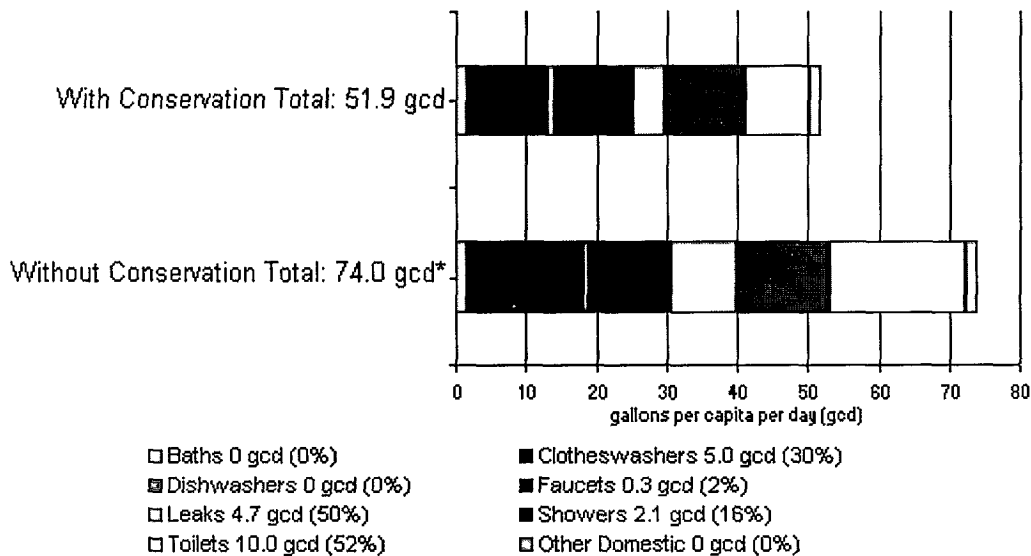 With Conservation Total: 51.9 gcd
Without Conservation Total: 74.0 gcd*
0 10 20 30 40 50 60 70 80
gallons per capita per day (gcd)
Baths 0 gcd (0%) Clotheswashers 5.0 gcd (30%)
Dishwashers 0 gcd (0%) Faucets 0.3 gcd (2%)
Leaks 4.7 gcd (50%) Showers 2.1 gcd (16%)
Toilets 10.0 gcd (52%) Other Domestic 0 gcd (0%)